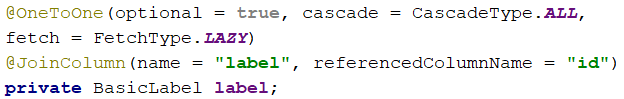 @OneToOne(optional = true, cascade = CascadeType.ALL,
fetch = FetchType.LAZY)
@JoinColumn(name = "label", referencedColumnName = "id")
private BasicLabel label;